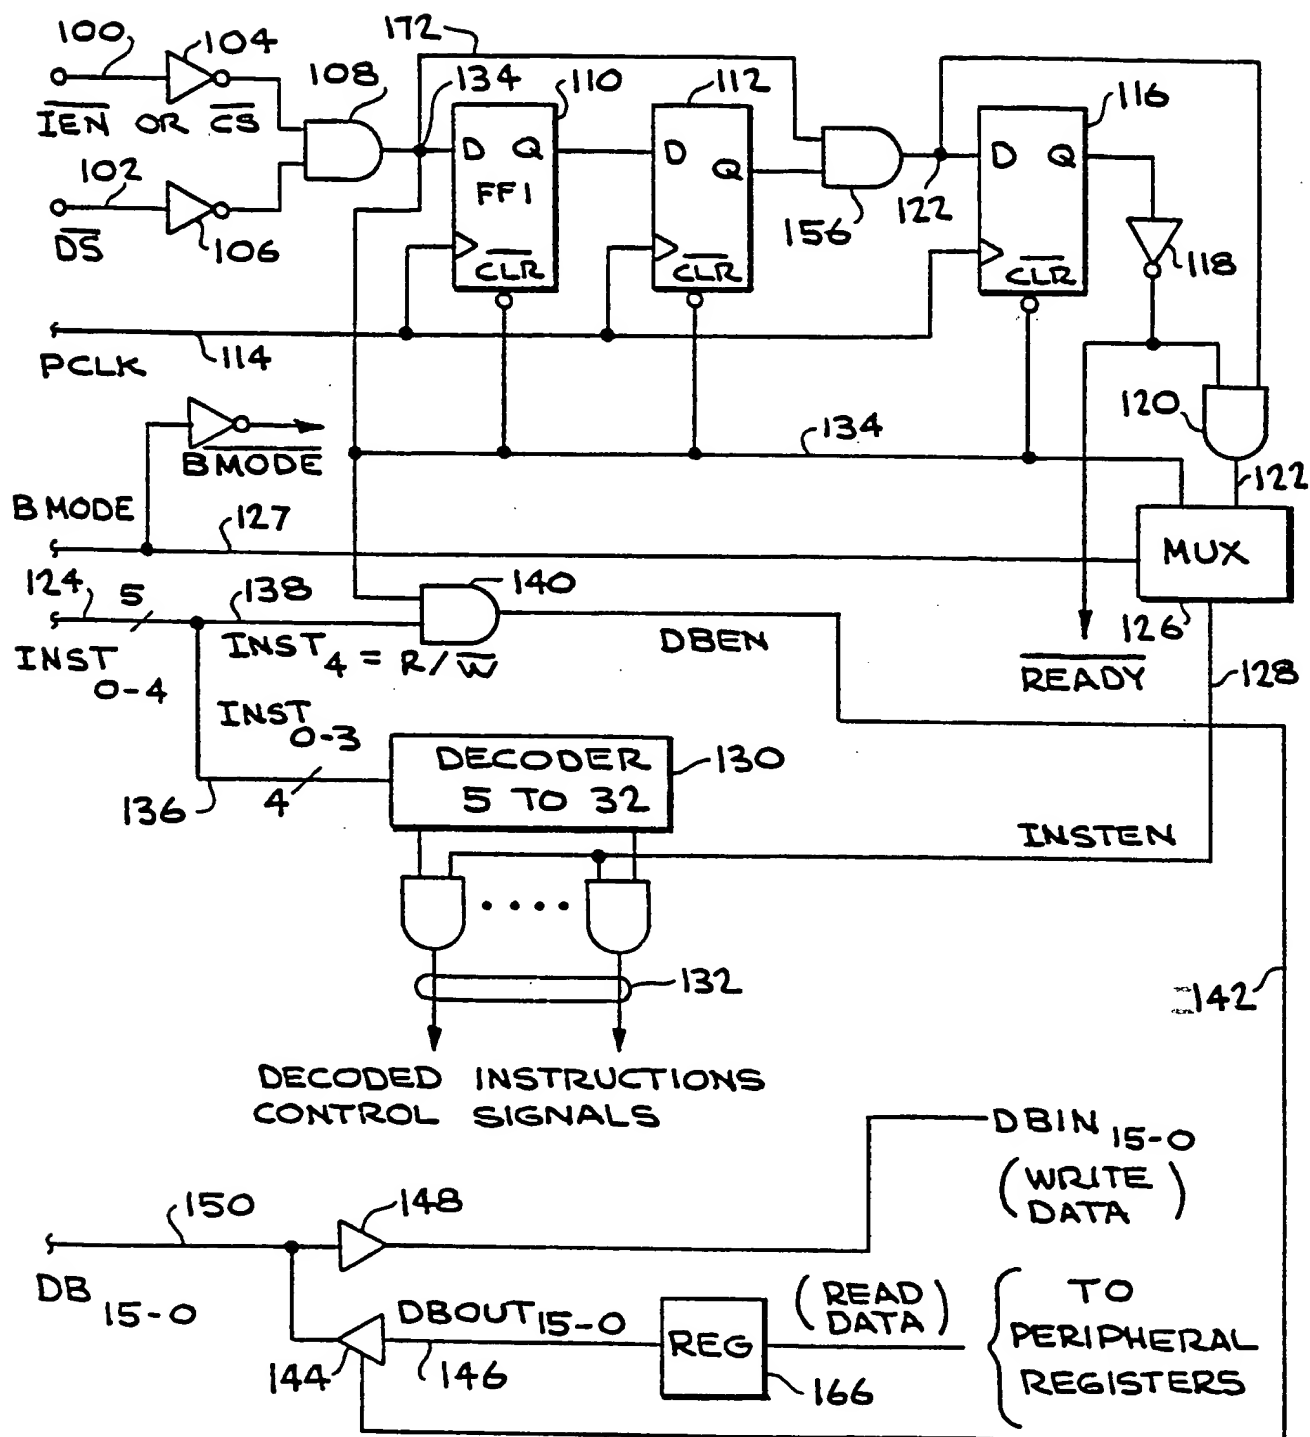 100
104
172
108
134
110
112
116
IEN OR CS
D Q
FF1
CLR
D
Q
CLR
D Q
CLR
102
DS
106
156
122
118
PCLK
114
120
134
BMODE
122
BMODE
127
MUX
124
5
138
140
126
INST 0-4
INST 4 = R/W
DBEN
READY
128
INST 0-3
136
4
DECODER
5 TO 32
130
INSTEN
132
142
DECODED INSTRUCTIONS
CONTROL SIGNALS
DBIN 15-0
(WRITE
DATA)
150
148
DB 15-0
DBOUT 15-0
(READ
DATA)
TO
PERIPHERAL
REGISTERS
REG
144
146
166